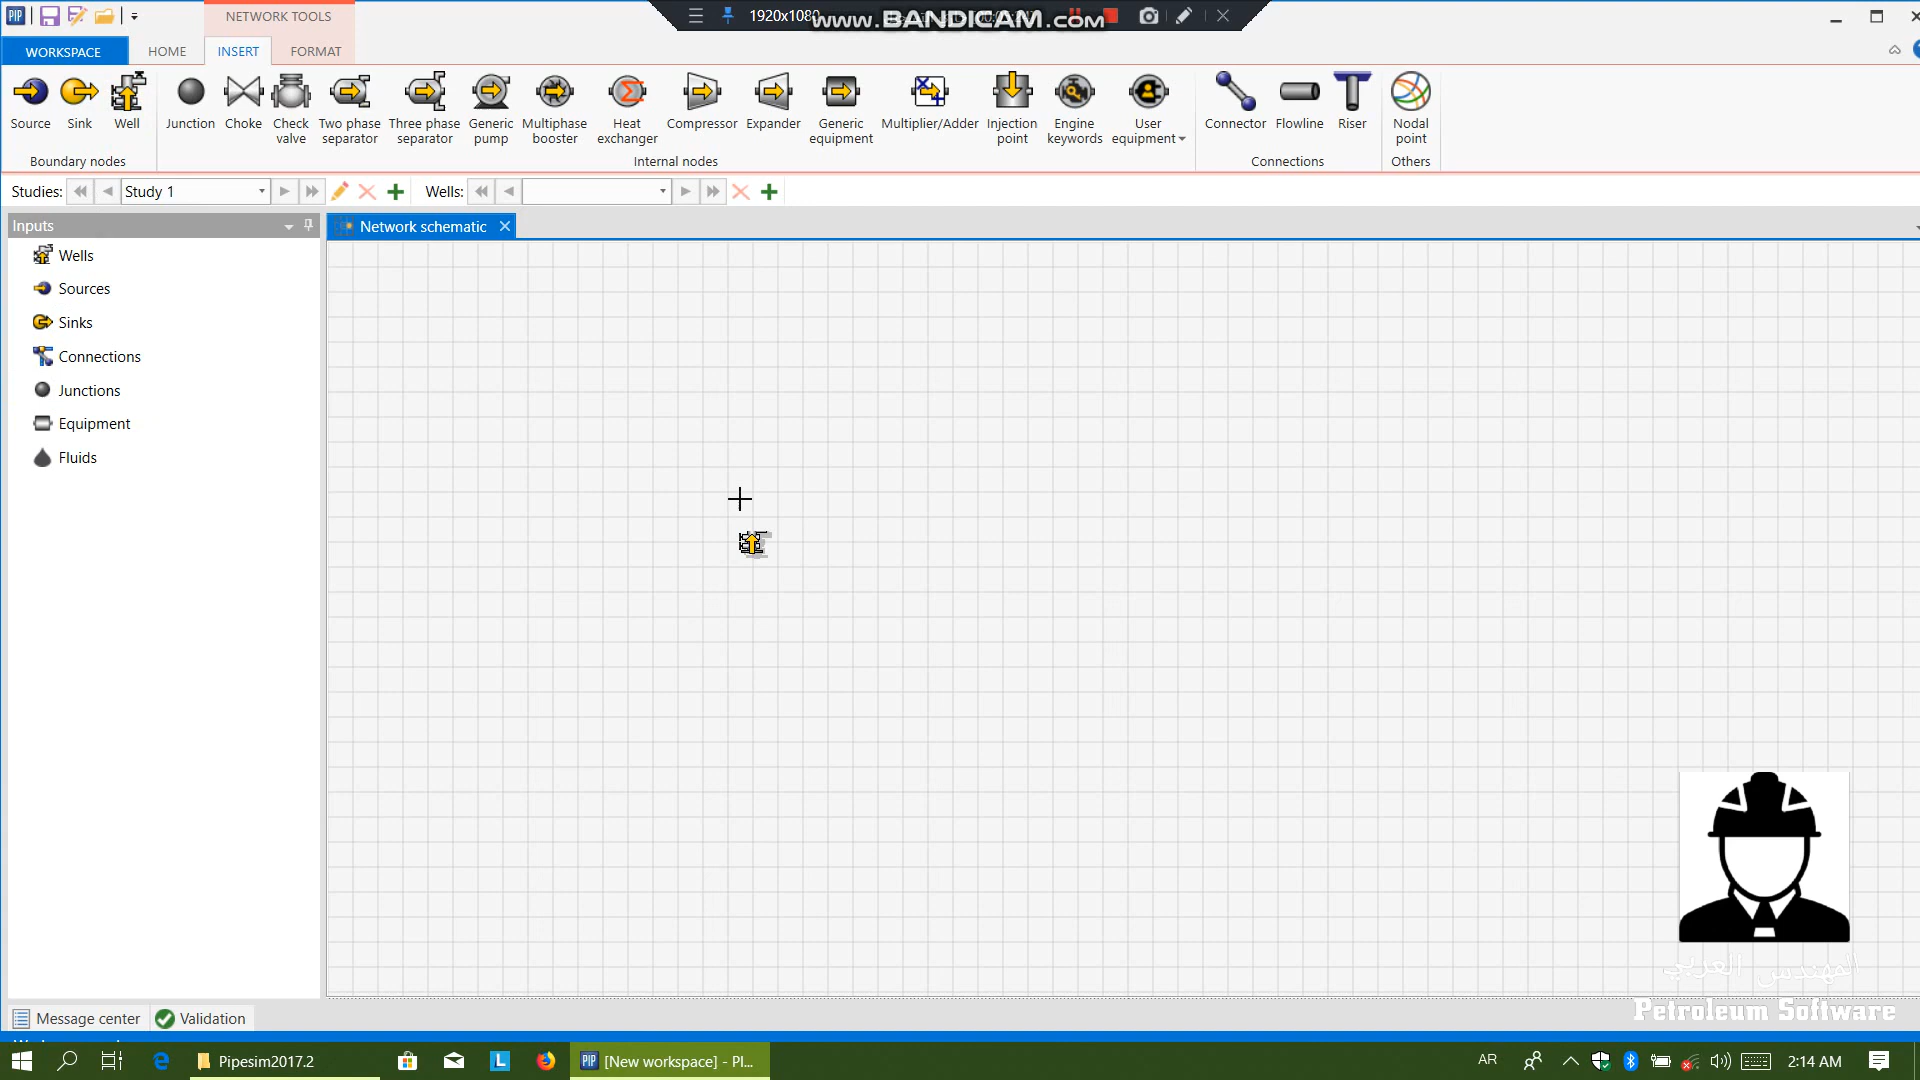 PIP
NETWORK TOOLS
1920x1080
www.BANDICAM.com
WORKSPACE
HOME
INSERT
FORMAT
Source
Sink
Well
Junction
Choke
Check
valve
Two phase
separator
Three phase
separator
Generic
pump
Multiphase
booster
Heat
exchanger
Compressor
Expander
Generic
equipment
Multiplier/Adder
Injection
point
Engine
keywords
User
equipment
Connector
Flowline
Riser
Nodal
point
Boundary nodes
Internal nodes
Connections
Others
Studies:
Study 1
Wells:
Inputs
Network schematic
Wells
Sources
Sinks
Connections
Junctions
Equipment
Fluids
المهندس العربي
Petroleum Software
Message center
Validation
Pipesim2017.2
L
PIP
[New workspace] - PI...
AR
2:14 AM